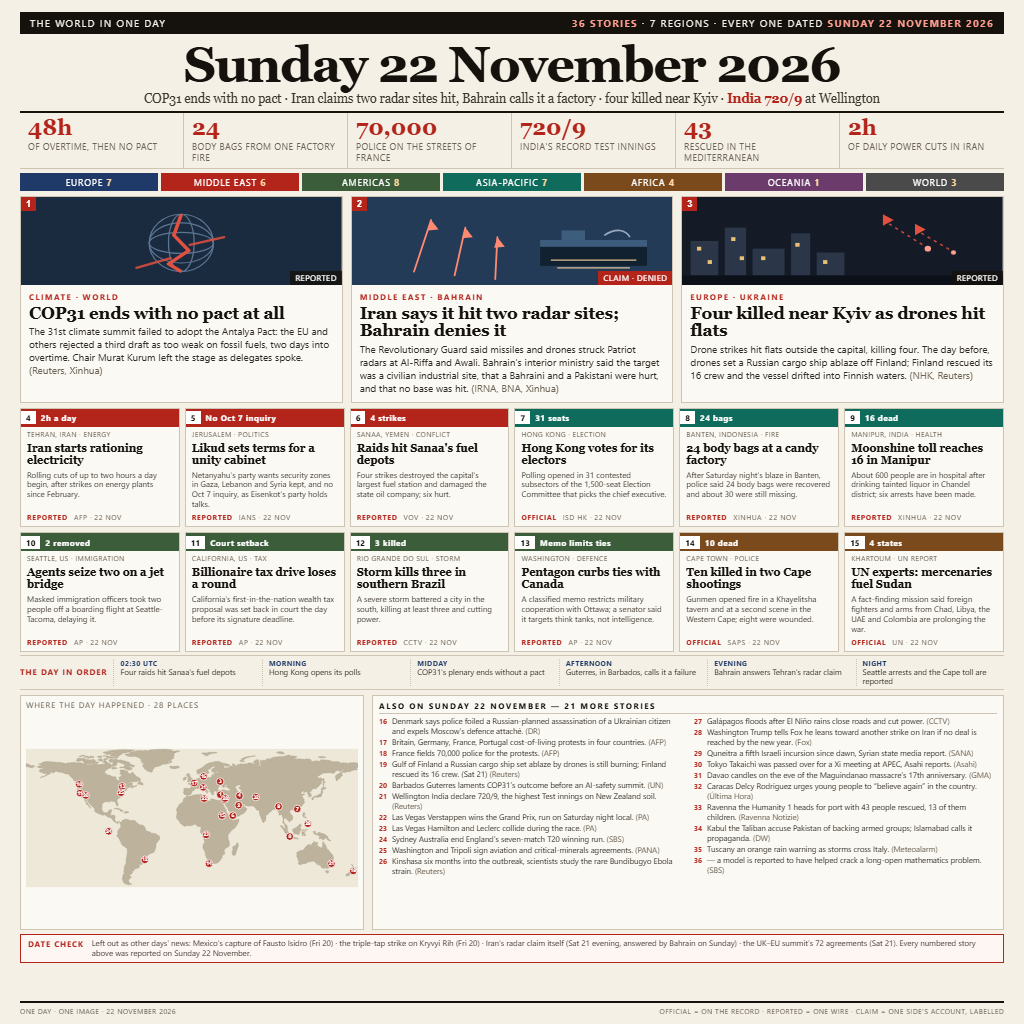 THE WORLD IN ONE DAY
36 STORIES · 7 REGIONS · EVERY ONE DATED SUNDAY 22 NOVEMBER 2026
Sunday 22 November 2026
COP31 ends with no pact · Iran claims two radar sites hit, Bahrain calls it a factory · four killed near Kyiv · India 720/9 at Wellington
48h
OF OVERTIME, THEN NO PACT
24
BODY BAGS FROM ONE FACTORY
FIRE
70,000
POLICE ON THE STREETS OF
FRANCE
720/9
INDIA'S RECORD TEST INNINGS
43
RESCUED IN THE
MEDITERRANEAN
2h
OF DAILY POWER CUTS IN IRAN
EUROPE 7
MIDDLE EAST 6
AMERICAS 8
ASIA-PACIFIC 7
AFRICA 4
OCEANIA 1
WORLD 3
1
REPORTED
CLIMATE · WORLD
COP31 ends with no pact at all
The 31st climate summit failed to adopt the Antalya Pact: the EU and
others rejected a third draft as too weak on fossil fuels, two days into
overtime. Chair Murat Kurum left the stage as delegates spoke.
(Reuters, Xinhua)
2
CLAIM · DENIED
MIDDLE EAST · BAHRAIN
Iran says it hit two radar sites;
Bahrain denies it
The Revolutionary Guard said missiles and drones struck Patriot
radars at Al-Riffa and Awali. Bahrain's interior ministry said the target
was a civilian industrial site, that a Bahraini and a Pakistani were hurt,
and that no base was hit. (IRNA, BNA, Xinhua)
3
REPORTED
EUROPE · UKRAINE
Four killed near Kyiv as drones hit
flats
Drone strikes hit flats outside the capital, killing four. The day before,
drones set a Russian cargo ship ablaze off Finland; Finland rescued its
16 crew and the vessel drifted into Finnish waters. (NHK, Reuters)
4 2h a day
TEHRAN, IRAN · ENERGY
Iran starts rationing
electricity
Rolling cuts of up to two hours a day
begin, after strikes on energy plants
since February.
REPORTED AFP · 22 NOV
5 No Oct 7 inquiry
JERUSALEM · POLITICS
Likud sets terms for a
unity cabinet
Netanyahu's party wants security zones
in Gaza, Lebanon and Syria kept, and no
Oct 7 inquiry, as Eisenkot's party holds
talks.
REPORTED IANS · 22 NOV
6 4 strikes
SANAA, YEMEN · CONFLICT
Raids hit Sanaa's fuel
depots
Four strikes destroyed the capital's
largest fuel station and damaged the
state oil company; six hurt.
REPORTED VOV · 22 NOV
7 31 seats
HONG KONG · ELECTION
Hong Kong votes for its
electors
Polling opened in 31 contested
subsectors of the 1,500-seat Election
Committee that picks the chief executive.
OFFICIAL ISD HK · 22 NOV
8 24 bags
BANTEN, INDONESIA · FIRE
24 body bags at a candy
factory
After Saturday night's blaze in Banten,
police said 24 body bags were recovered
and about 30 were still missing.
REPORTED XINHUA · 22 NOV
9 16 dead
MANIPUR, INDIA · HEALTH
Moonshine toll reaches
16 in Manipur
About 600 people are in hospital after
drinking tainted liquor in Chandel
district; six arrests have been made.
REPORTED XINHUA · 22 NOV
10 2 removed
SEATTLE, US · IMMIGRATION
Agents seize two on a jet
bridge
Masked immigration officers took two
people off a boarding flight at Seattle-
Tacoma, delaying it.
REPORTED AP · 22 NOV
11 Court setback
CALIFORNIA, US · TAX
Billionaire tax drive loses
a round
California's first-in-the-nation wealth tax
proposal was set back in court the day
before its signature deadline.
REPORTED AP · 22 NOV
12 3 killed
RIO GRANDE DO SUL · STORM
Storm kills three in
southern Brazil
A severe storm battered a city in the
south, killing at least three and cutting
power.
REPORTED CCTV · 22 NOV
13 Memo limits ties
WASHINGTON · DEFENCE
Pentagon curbs ties with
Canada
A classified memo restricts military
cooperation with Ottawa; a senator said
it targets think tanks, not intelligence.
REPORTED AP · 22 NOV
14 10 dead
CAPE TOWN · POLICE
Ten killed in two Cape
shootings
Gunmen opened fire in a Khayelitsha
tavern and at a second scene in the
Western Cape; eight were wounded.
OFFICIAL SAPS · 22 NOV
15 4 states
KHARTOUM · UN REPORT
UN experts: mercenaries
fuel Sudan
A fact-finding mission said foreign
fighters and arms from Chad, Libya, the
UAE and Colombia are prolonging the
war.
OFFICIAL UN · 22 NOV
THE DAY IN ORDER
02:30 UTC
Four raids hit Sanaa's fuel depots
MORNING
Hong Kong opens its polls
MIDDAY
COP31's plenary ends without a pact
AFTERNOON
Guterres, in Barbados, calls it a failure
EVENING
Bahrain answers Tehran's radar claim
NIGHT
Seattle arrests and the Cape toll are
reported
WHERE THE DAY HAPPENED · 28 PLACES
ALSO ON SUNDAY 22 NOVEMBER — 21 MORE STORIES
16 Denmark says police foiled a Russian-planned assassination of a Ukrainian citizen
and expels Moscow's defence attaché. (DR)
17 Britain, Germany, France, Portugal cost-of-living protests in four countries. (AFP)
18 France fields 70,000 police for the protests. (AFP)
19 Gulf of Finland a Russian cargo ship set ablaze by drones is still burning; Finland
rescued its 16 crew. (Sat 21) (Reuters)
20 Barbados Guterres laments COP31's outcome before an AI-safety summit. (UN)
21 Wellington India declare 720/9, the highest Test innings on New Zealand soil.
(Reuters)
22 Las Vegas Verstappen wins the Grand Prix, run on Saturday night local. (PA)
23 Las Vegas Hamilton and Leclerc collide during the race. (PA)
24 Sydney Australia end England's seven-match T20 winning run. (SBS)
25 Washington and Tripoli sign aviation and critical-minerals agreements. (PANA)
26 Kinshasa six months into the outbreak, scientists study the rare Bundibugyo Ebola
strain. (Reuters)
27 Galápagos floods after El Niño rains close roads and cut power. (CCTV)
28 Washington Trump tells Fox he leans toward another strike on Iran if no deal is
reached by the new year. (Fox)
29 Quneitra a fifth Israeli incursion since dawn, Syrian state media report. (SANA)
30 Tokyo Takaichi was passed over for a Xi meeting at APEC, Asahi reports. (Asahi)
31 Davao candles on the eve of the Maguindanao massacre's 17th anniversary. (GMA)
32 Caracas Delcy Rodríguez urges young people to "believe again" in the country.
(Última Hora)
33 Ravenna the Humanity 1 heads for port with 43 people rescued, 13 of them
children. (Ravenna Notizie)
34 Kabul the Taliban accuse Pakistan of backing armed groups; Islamabad calls it
propaganda. (DW)
35 Tuscany an orange rain warning as storms cross Italy. (Meteoalarm)
36 — a model is reported to have helped crack a long-open mathematics problem.
(SBS)
DATE CHECK
Left out as other days' news: Mexico's capture of Fausto Isidro (Fri 20) · the triple-tap strike on Kryvyi Rih (Fri 20) · Iran's radar claim itself (Sat 21 evening, answered by Bahrain on Sunday) · the UK–EU summit's 72 agreements (Sat 21). Every numbered story
above was reported on Sunday 22 November.
ONE DAY · ONE IMAGE · 22 NOVEMBER 2026
OFFICIAL = ON THE RECORD · REPORTED = ONE WIRE · CLAIM = ONE SIDE'S ACCOUNT, LABELLED